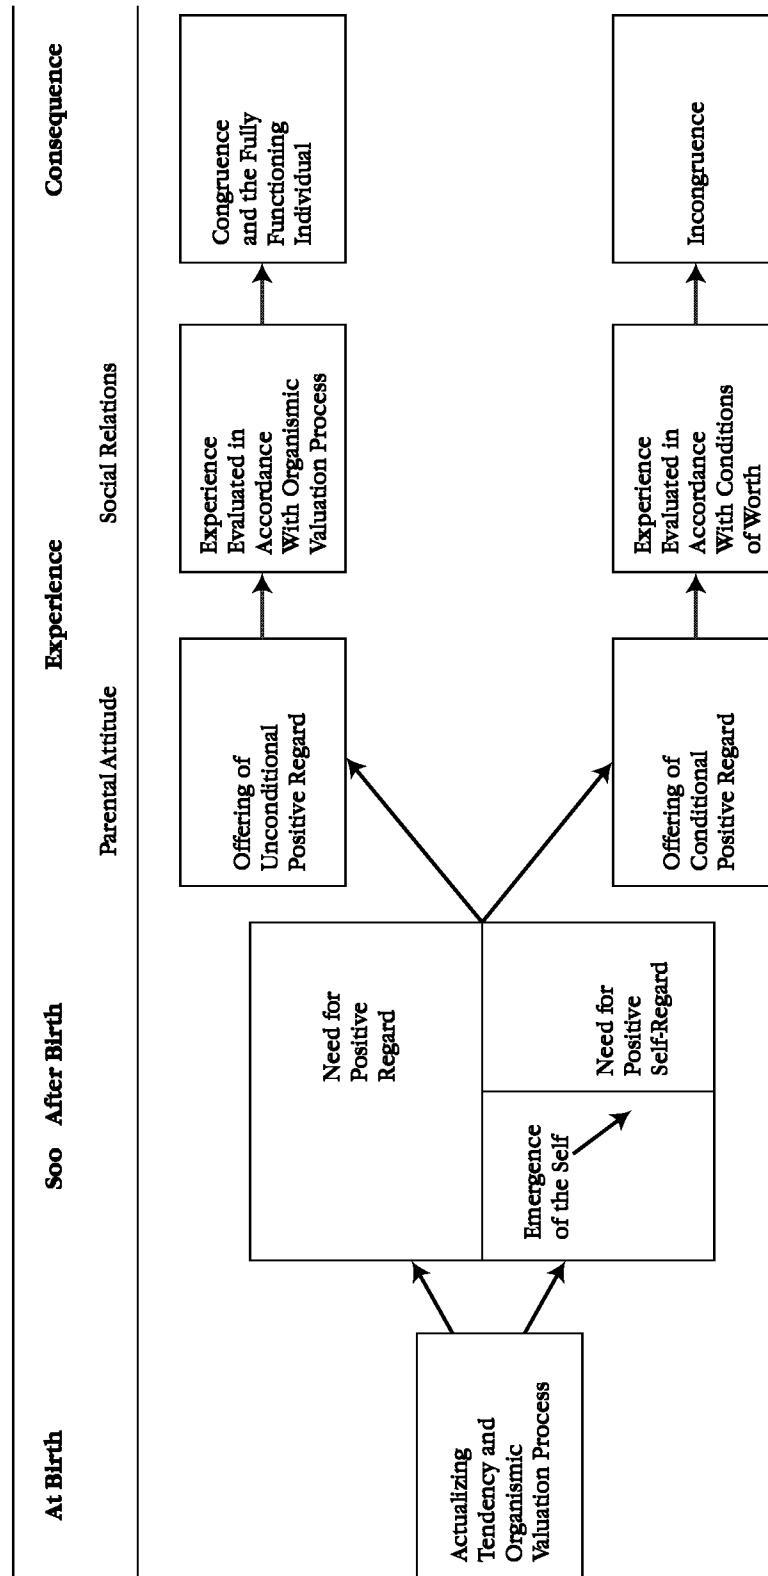 At Birth
Soo After Birth
Experience
Consequence
Parental Attitude
Social Relations
Actualizing
Tendency and
Organismic
Valuation Process
Need for
Positive
Regard
Emergence
of the Self
Need for
Positive
Self-Regard
Offering of
Unconditional
Positive Regard
Experience
Evaluated in
Accordance
With Organismic
Valuation Process
Congruence
and the Fully
Functioning
Individual
Offering of
Conditional
Positive Regard
Experience
Evaluated in
Accordance
With Conditions
of Worth
Incongruence